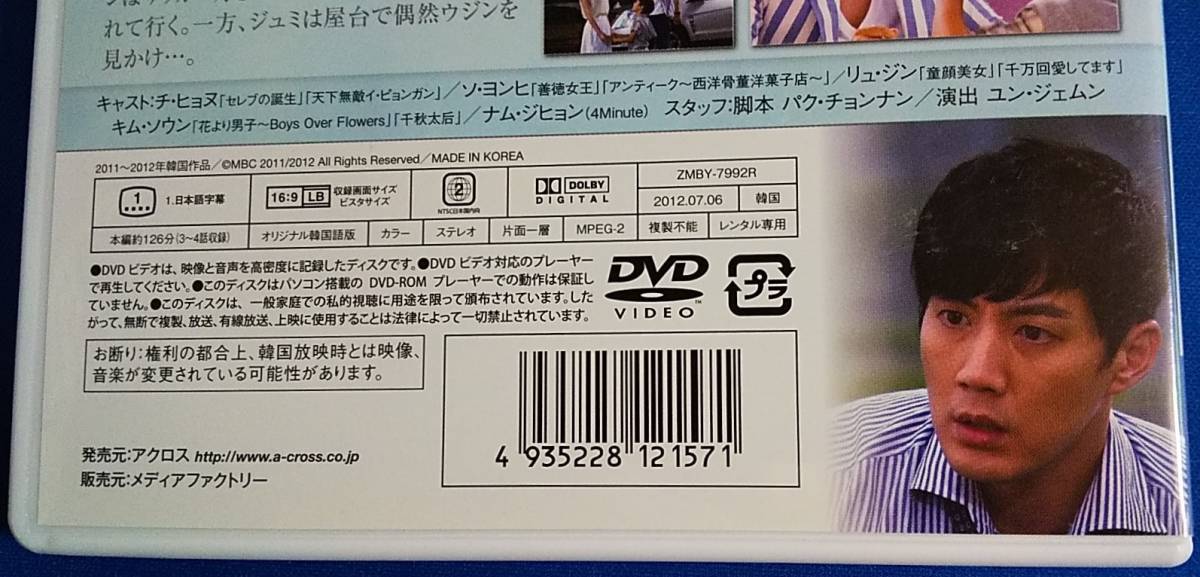 れて行く。一方、ジュミは屋台で偶然ウジンを
見かけ…。
キャスト:チ・ヒョヌ「セレブの誕生」「天下無敵イ・ピョンガン」/ソ・ヨンヒ「善徳女王」「アンティーク~西洋骨董洋菓子店~」/リュ・ジン「童顔美女」「千万回愛してます」
キム・ソウン「花より男子~Boys Over Flowers」「千秋太后」/ナム・ジヒョン(4Minute) スタッフ:脚本 パク・チョンナン/演出 ユン・ジェムン
2011~2012年韓国作品/©MBC 2011/2012 All Rights Reserved/MADE IN KOREA
1 1.日本語字幕
16:9 LB 収録画面サイズ
ビスタサイズ
2
NTSC日本国内向
DOLBY
DIGITAL
ZMBY-7992R
2012.07.06 韓国
本編約126分(3~4話収録) オリジナル韓国語版 カラー ステレオ 片面一層 MPEG-2 複製不能 レンタル専用
●DVDビデオは、映像と音声を高密度に記録したディスクです。●DVDビデオ対応のプレーヤー
で再生してください。●このディスクはパソコン搭載の DVD-ROM プレーヤーでの動作は保証し
ていません。●このディスクは、一般家庭での私的視聴に用途を限って頒布されています。した
がって、無断で複製、放送、有線放送、上映に使用することは法律によって一切禁止されています。
DVD
VIDEO
TM
プラ
お断り:権利の都合上、韓国放映時とは映像、
音楽が変更されている可能性があります。
4 935228 121571
発売元:アクロス http://www.a-cross.co.jp
販売元:メディアファクトリー